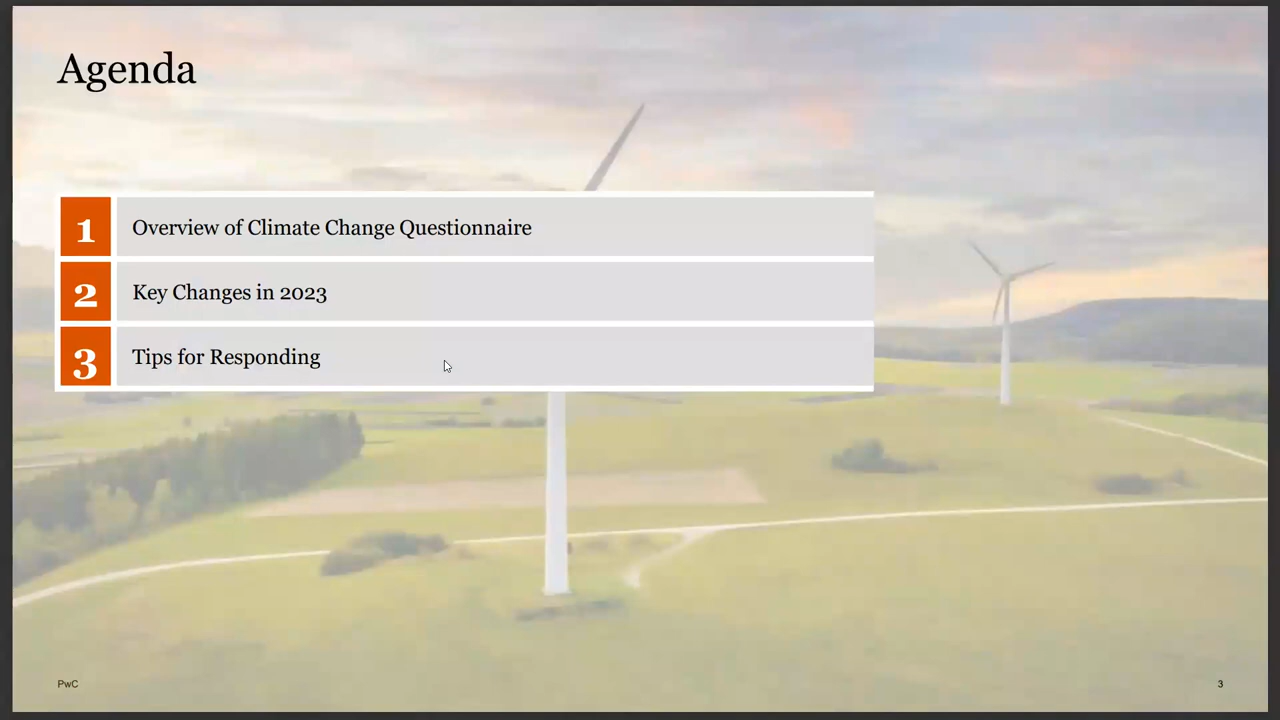 Agenda
1 Overview of Climate Change Questionnaire
2 Key Changes in 2023
3 Tips for Responding
PwC 3